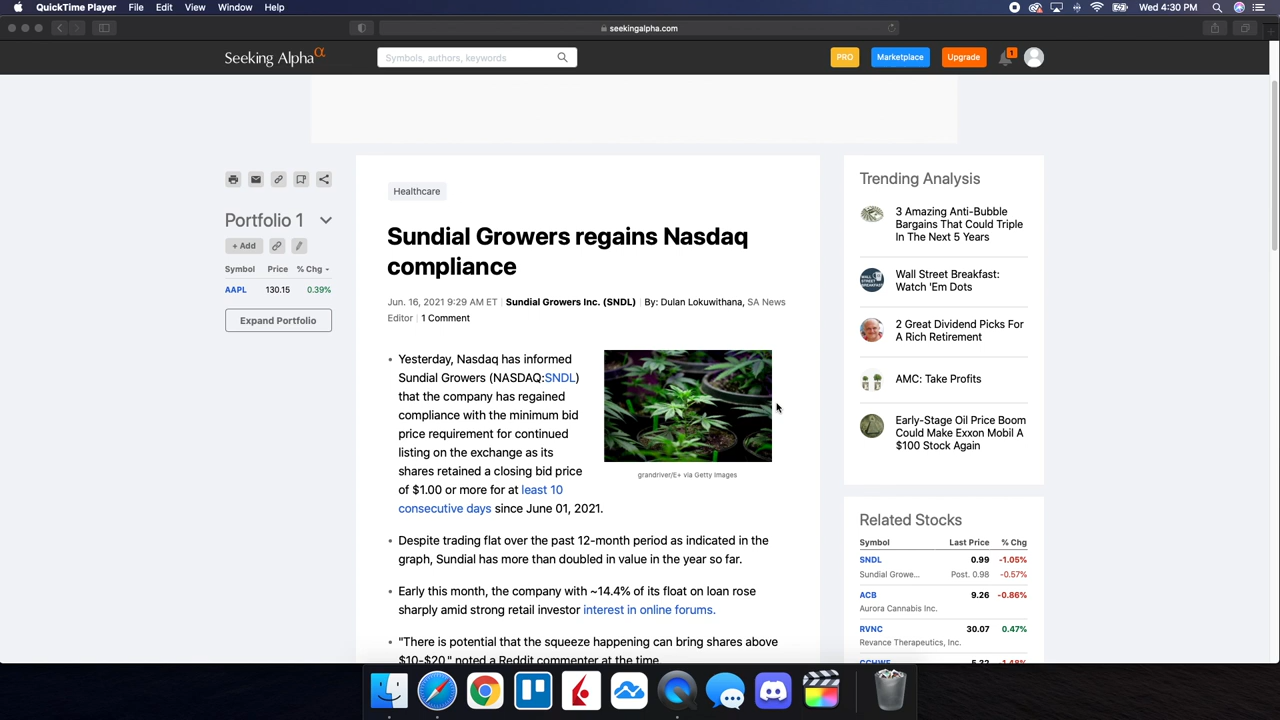 QuickTime Player File Edit View Window Help
Wed 4:30 PM
seekingalpha.com
Seeking Alphaα
Symbols, authors, keywords
PRO
Marketplace
Upgrade
1
Healthcare
Sundial Growers regains Nasdaq
compliance
Jun. 16, 2021 9:29 AM ET | Sundial Growers Inc. (SNDL) | By: Dulan Lokuwithana, SA News
Editor | 1 Comment
Portfolio 1
+ Add
Symbol Price % Chg
AAPL 130.15 0.39%
Expand Portfolio
• Yesterday, Nasdaq has informed
Sundial Growers (NASDAQ:SNDL)
that the company has regained
compliance with the minimum bid
price requirement for continued
listing on the exchange as its
shares retained a closing bid price
of $1.00 or more for at least 10
consecutive days since June 01, 2021.
grandriver/E+ via Getty Images
• Despite trading flat over the past 12-month period as indicated in the
graph, Sundial has more than doubled in value in the year so far.
• Early this month, the company with ~14.4% of its float on loan rose
sharply amid strong retail investor interest in online forums.
• "There is potential that the squeeze happening can bring shares above
$10-$20," noted a Reddit commenter at the time.
Trending Analysis
3 Amazing Anti-Bubble
Bargains That Could Triple
In The Next 5 Years
Wall Street Breakfast:
Watch 'Em Dots
2 Great Dividend Picks For
A Rich Retirement
AMC: Take Profits
Early-Stage Oil Price Boom
Could Make Exxon Mobil A
$100 Stock Again
Related Stocks
Symbol Last Price % Chg
SNDL 0.99 -1.05%
Sundial Growe... Post. 0.98 -0.57%
ACB 9.26 -0.86%
Aurora Cannabis Inc.
RVNC 30.07 0.47%
Revance Therapeutics, Inc.